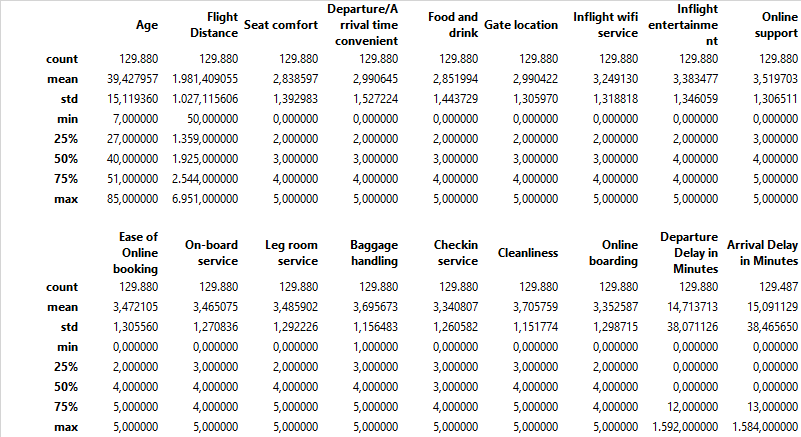 Age Flight Distance Seat comfort Departure/A rrival time convenient Food and drink Gate location Inflight wifi service Inflight entertainme nt Online support
count 129.880 129.880 129.880 129.880 129.880 129.880 129.880 129.880 129.880
mean 39,427957 1.981,409055 2,838597 2,990645 2,851994 2,990422 3,249130 3,383477 3,519703
std 15,119360 1.027,115606 1,392983 1,527224 1,443729 1,305970 1,318818 1,346059 1,306511
min 7,000000 50,000000 0,000000 0,000000 0,000000 0,000000 0,000000 0,000000 0,000000
25% 27,000000 1.359,000000 2,000000 2,000000 2,000000 2,000000 2,000000 2,000000 3,000000
50% 40,000000 1.925,000000 3,000000 3,000000 3,000000 3,000000 3,000000 4,000000 4,000000
75% 51,000000 2.544,000000 4,000000 4,000000 4,000000 4,000000 4,000000 4,000000 5,000000
max 85,000000 6.951,000000 5,000000 5,000000 5,000000 5,000000 5,000000 5,000000 5,000000
Ease of Online booking On-board service Leg room service Baggage handling Checkin service Cleanliness Online boarding Departure Delay in Minutes Arrival Delay in Minutes
count 129.880 129.880 129.880 129.880 129.880 129.880 129.880 129.880 129.487
mean 3,472105 3,465075 3,485902 3,695673 3,340807 3,705759 3,352587 14,713713 15,091129
std 1,305560 1,270836 1,292226 1,156483 1,260582 1,151774 1,298715 38,071126 38,465650
min 0,000000 0,000000 0,000000 1,000000 0,000000 0,000000 0,000000 0,000000 0,000000
25% 2,000000 3,000000 2,000000 3,000000 3,000000 3,000000 2,000000 0,000000 0,000000
50% 4,000000 4,000000 4,000000 4,000000 3,000000 4,000000 4,000000 0,000000 0,000000
75% 5,000000 4,000000 5,000000 5,000000 4,000000 5,000000 4,000000 12,000000 13,000000
max 5,000000 5,000000 5,000000 5,000000 5,000000 5,000000 5,000000 1.592,000000 1.584,000000